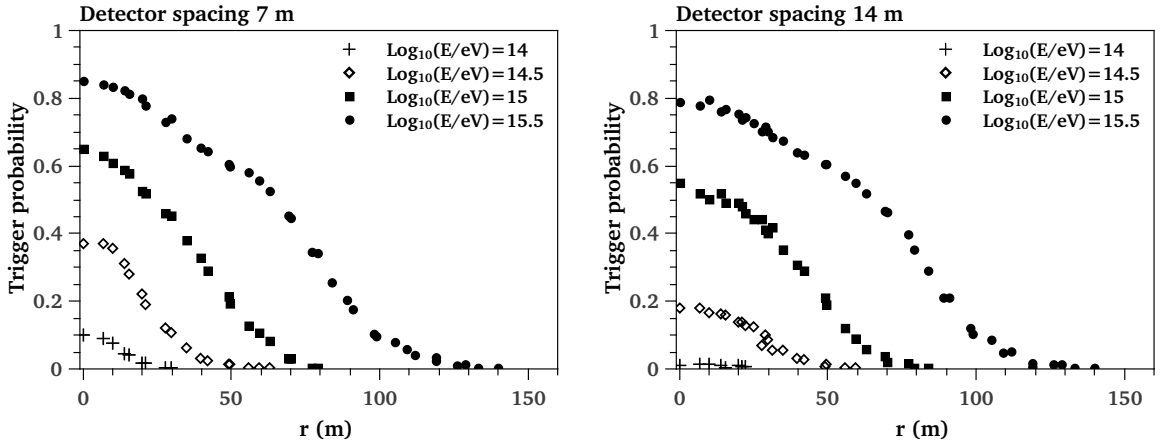 Detector spacing 7 m
Trigger probability
1
0.8
0.6
0.4
0.2
0
Log₁₀(E/eV)=14
Log₁₀(E/eV)=14.5
Log₁₀(E/eV)=15
Log₁₀(E/eV)=15.5
0 50 100 150
r (m)
Detector spacing 14 m
Trigger probability
1
0.8
0.6
0.4
0.2
0
Log₁₀(E/eV)=14
Log₁₀(E/eV)=14.5
Log₁₀(E/eV)=15
Log₁₀(E/eV)=15.5
0 50 100 150
r (m)